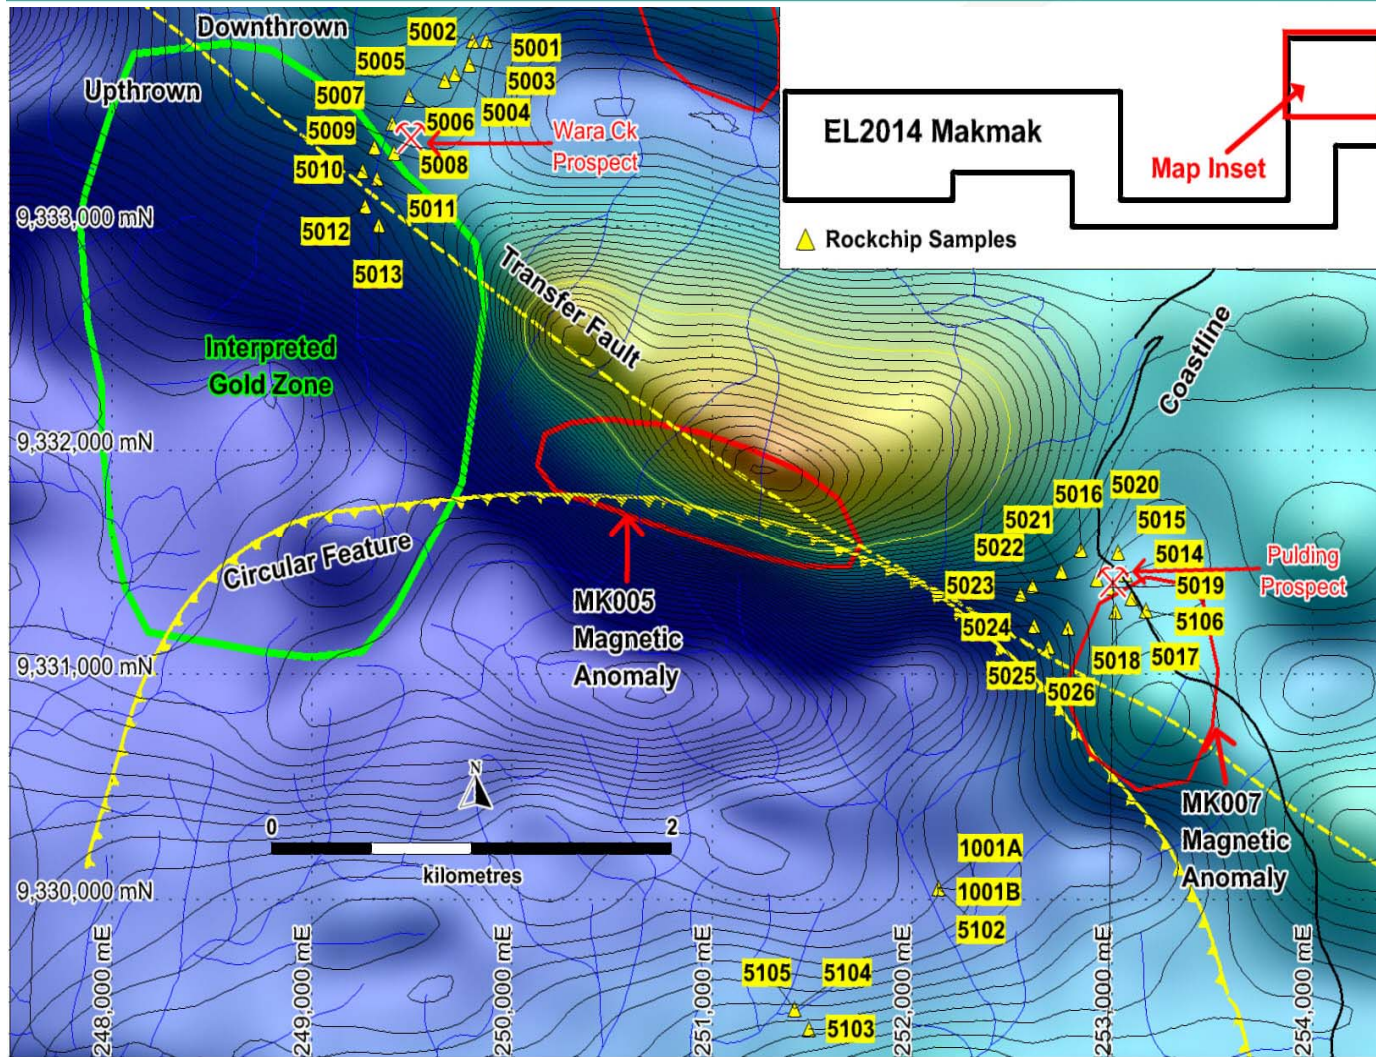 Downthrown
Upthrown
5002
5001
5005
5003
5007
5004
5006
5009
5008
5010
5011
5012
5013
Wara Ck
Prospect
EL2014 Makmak
Map Inset
Rockchip Samples
9,333,000 mN
Transfer Fault
Interpreted
Gold Zone
Coastline
9,332,000 mN
Circular Feature
MK005
Magnetic
Anomaly
5016
5020
5021
5015
5022
5014
5023
5019
5024
5106
5025
5018
5017
5026
Pulding
Prospect
9,331,000 mN
MK007
Magnetic
Anomaly
N
0
2
kilometres
9,330,000 mN
1001A
1001B
5102
5105
5104
5103
248,000 mE
249,000 mE
250,000 mE
251,000 mE
252,000 mE
253,000 mE
254,000 mE